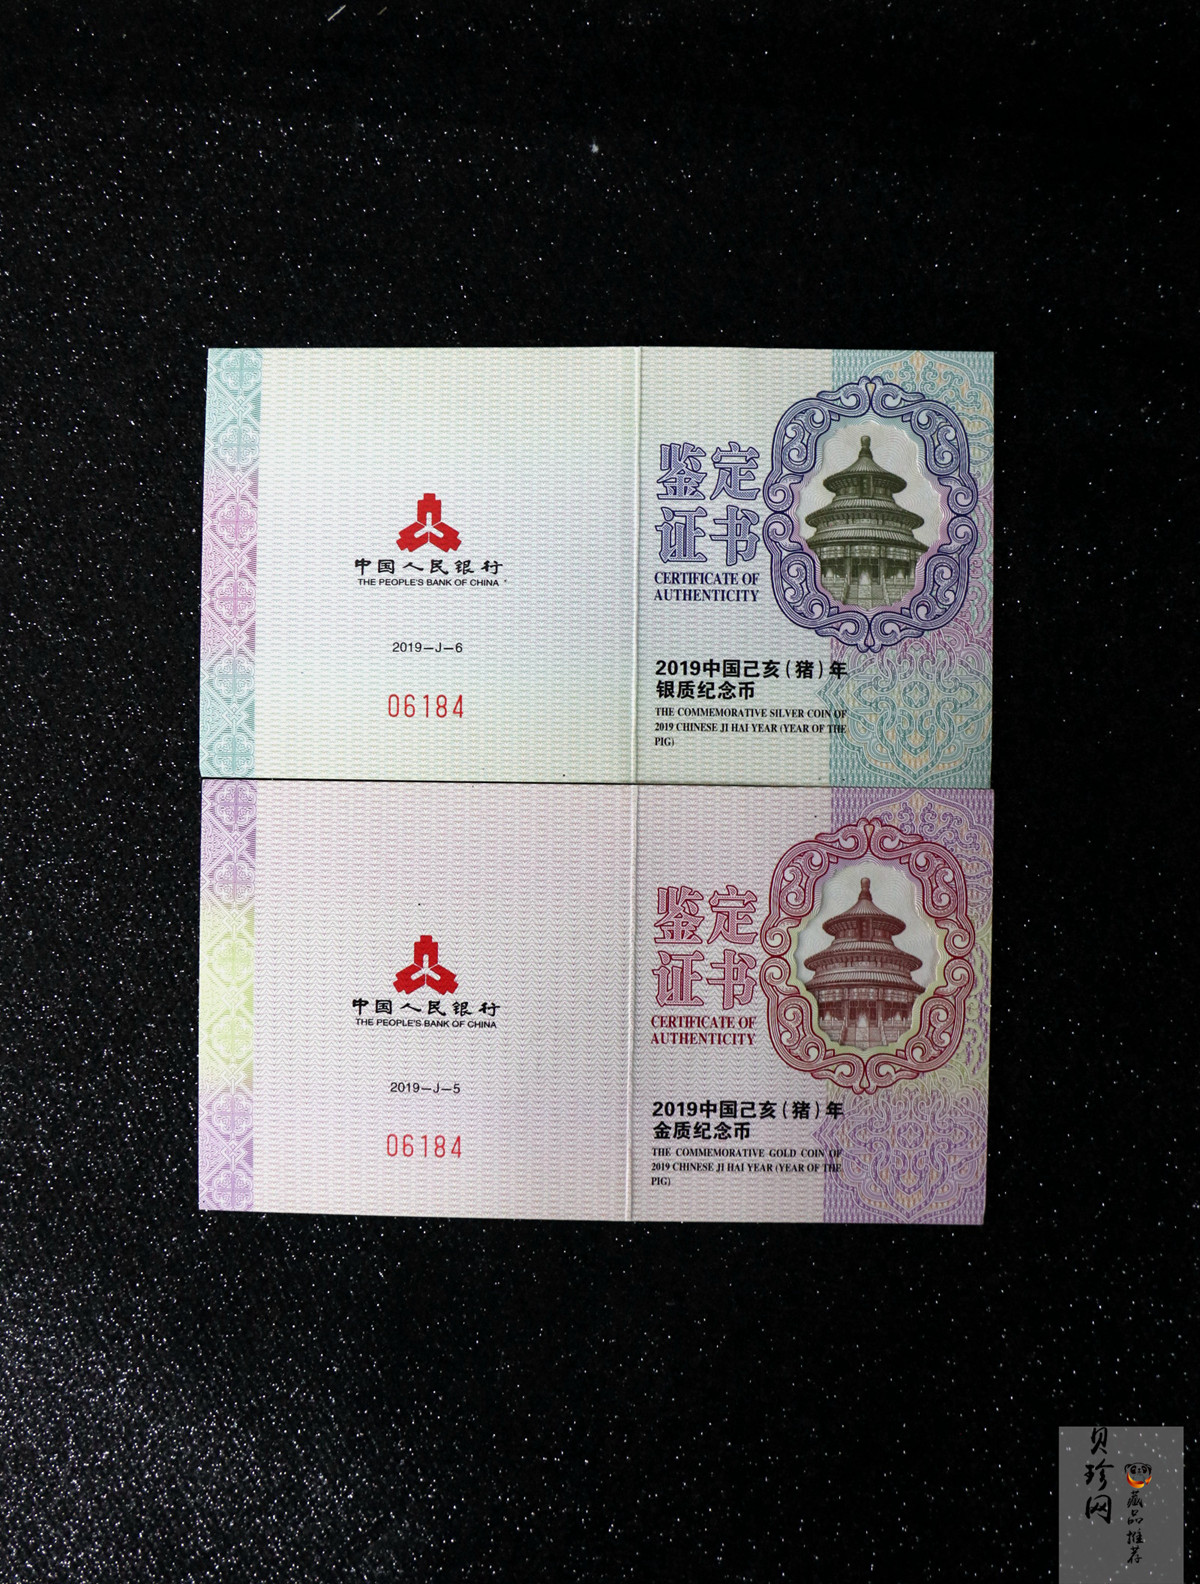 中国人民银行
THE PEOPLE'S BANK OF CHINA
2019-J-6
06184
鉴定
证书
CERTIFICATE OF
AUTHENTICITY
2019中国己亥(猪)年
银质纪念币
THE COMMEMORATIVE SILVER COIN OF
2019 CHINESE JI HAI YEAR (YEAR OF THE
PIG)
中国人民银行
THE PEOPLE'S BANK OF CHINA
2019-J-5
06184
鉴定
证书
CERTIFICATE OF
AUTHENTICITY
2019中国己亥(猪)年
金质纪念币
THE COMMEMORATIVE GOLD COIN OF
2019 CHINESE JI HAI YEAR (YEAR OF THE
PIG)
贝珍网
藏品推荐